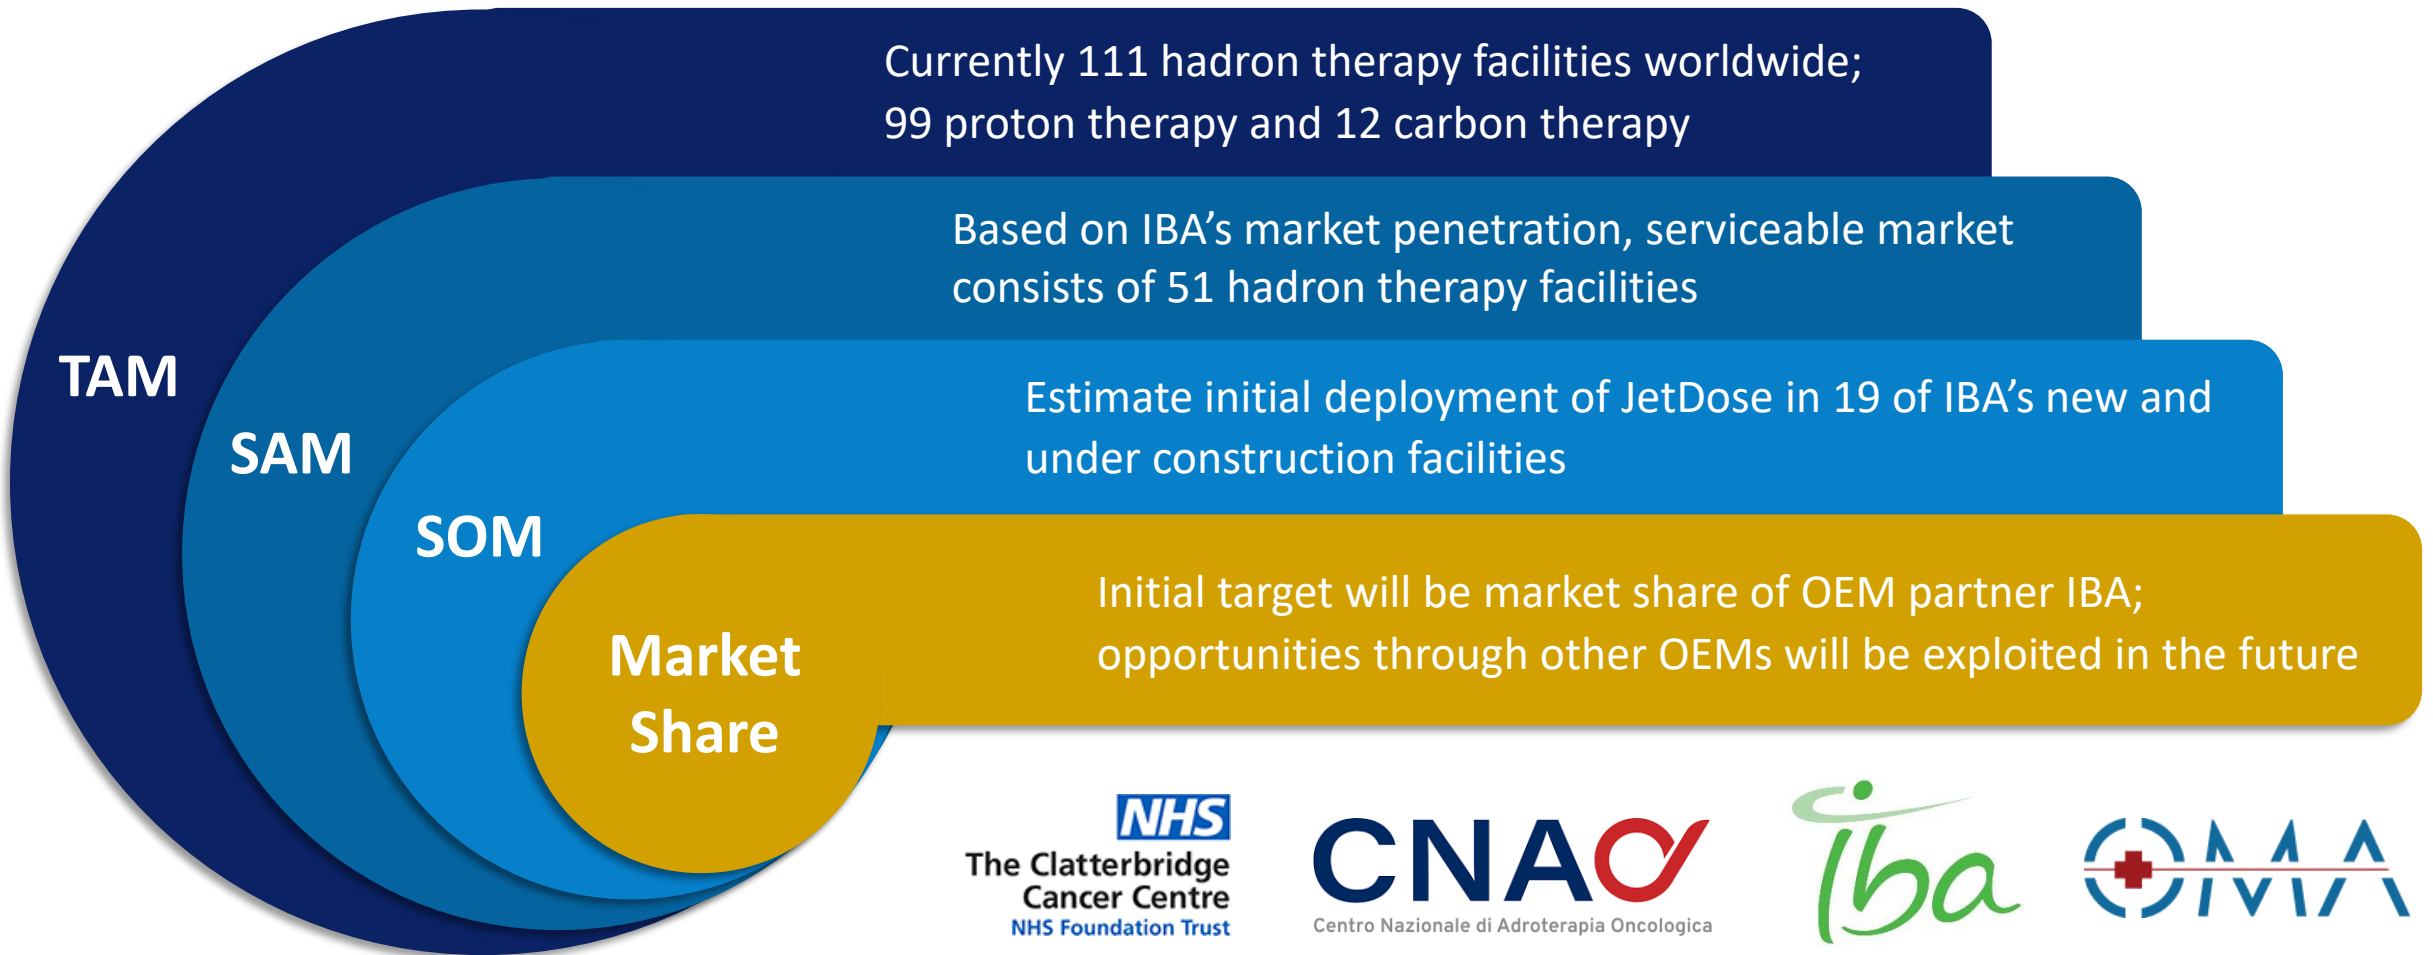 Currently 111 hadron therapy facilities worldwide;
99 proton therapy and 12 carbon therapy
Based on IBA’s market penetration, serviceable market
consists of 51 hadron therapy facilities
TAM
Estimate initial deployment of JetDose in 19 of IBA’s new and
under construction facilities
SAM
SOM
Initial target will be market share of OEM partner IBA;
opportunities through other OEMs will be exploited in the future
Market
Share
NHS
The Clatterbridge
Cancer Centre
NHS Foundation Trust
CNAO
Centro Nazionale di Adroterapia Oncologica
iba
OMA